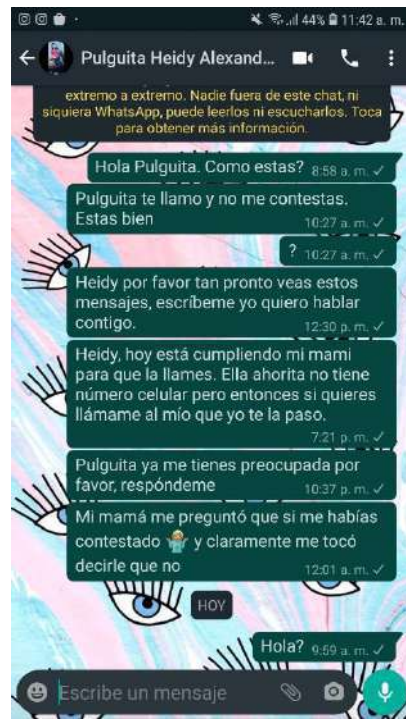 44% 11:42 a. m.
Pulguita Heidy Alexand...
extremo a extremo. Nadie fuera de este chat, ni
siquiera WhatsApp, puede leerlos ni escucharlos. Toca
para obtener más información.
Hola Pulguita. Como estas? 8:58 a. m.
Pulguita te llamo y no me contestas.
Estas bien
10:27 a. m.
? 10:27 a. m.
Heidy por favor tan pronto veas estos
mensajes, escríbeme yo quiero hablar
contigo.
12:30 p. m.
Heidy, hoy está cumpliendo mi mami
para que la llames. Ella ahorita no tiene
número celular pero entonces si quieres
llámame al mío que yo te la paso.
7:21 p. m.
Pulguita ya me tienes preocupada por
favor, respóndeme
10:37 p. m.
Mi mamá me preguntó que si me habías
contestado 🤷 y claramente me tocó
decirle que no
12:01 a. m.
HOY
Hola? 9:59 a. m.
Escribe un mensaje